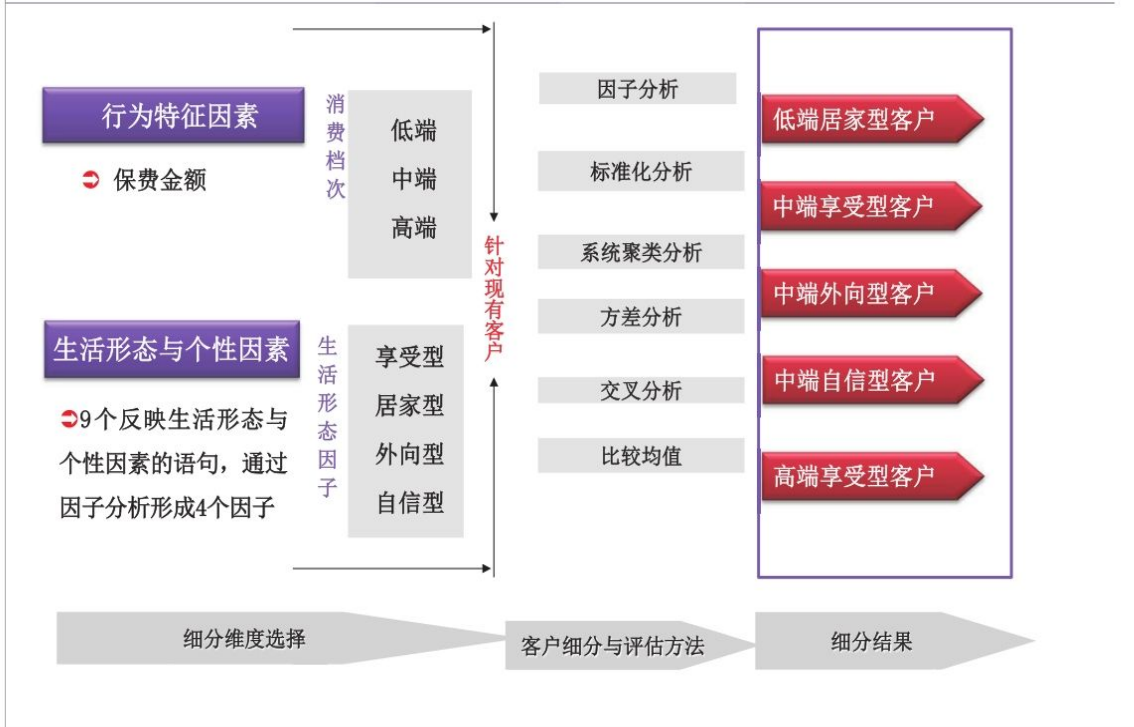 行为特征因素
保费金额
消费档次
低端
中端
高端
生活形态与个性因素
9个反映生活形态与
个性因素的语句，通过
因子分析形成4个因子
生活形态因子
享受型
居家型
外向型
自信型
针对现有客户
因子分析
标准化分析
系统聚类分析
方差分析
交叉分析
比较均值
低端居家型客户
中端享受型客户
中端外向型客户
中端自信型客户
高端享受型客户
细分维度选择
客户细分与评估方法
细分结果